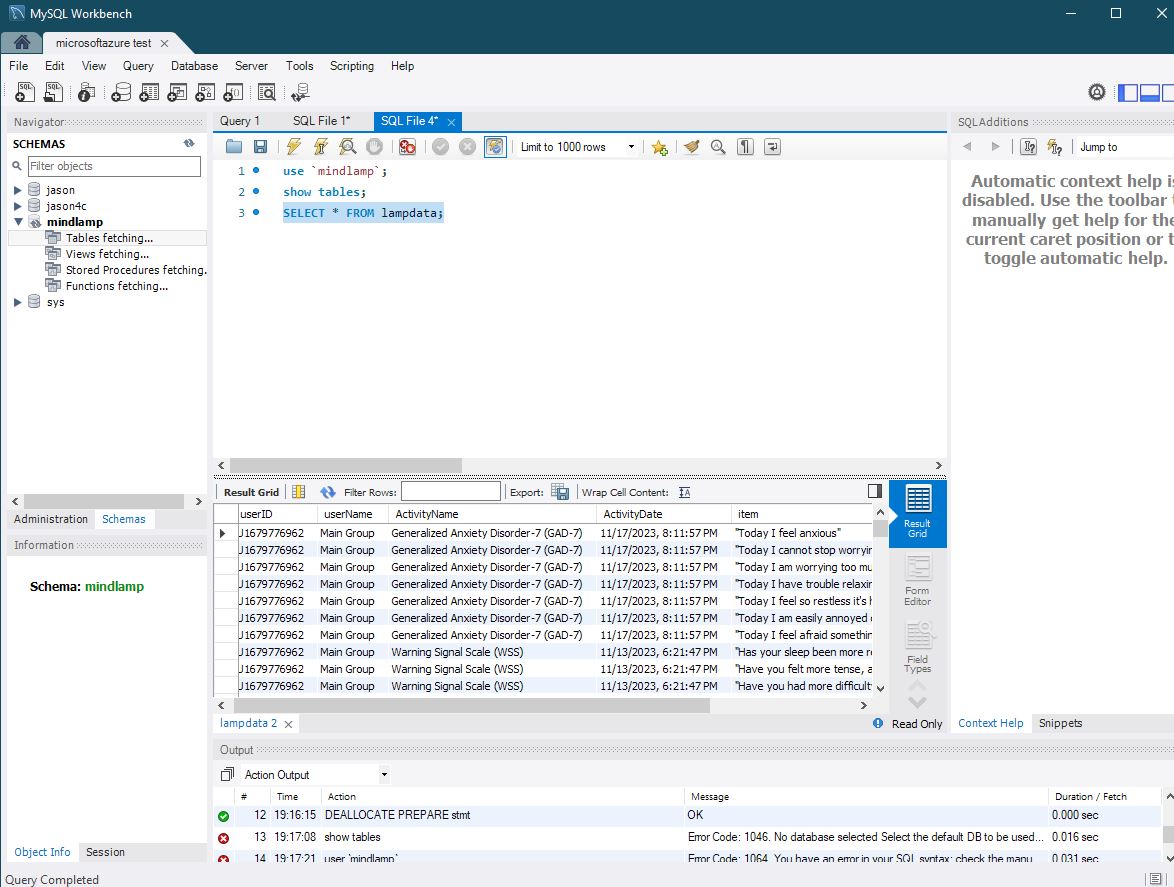 MySQL Workbench
microsoftazure test
File Edit View Query Database Server Tools Scripting Help
Navigator
SCHEMAS
Filter objects
jason
jason4c
mindlamp
Tables fetching...
Views fetching...
Stored Procedures fetching.
Functions fetching...
sys
Administration Schemas
Information
Schema: mindlamp
Object Info Session
Query 1 SQL File 1* SQL File 4*
Limit to 1000 rows
1 use `mindlamp`;
2 show tables;
3 SELECT * FROM lampdata;
Result Grid Filter Rows: Export: Wrap Cell Content: IA
userID userName ActivityName ActivityDate item
U1679776962 Main Group Generalized Anxiety Disorder-7 (GAD-7) 11/17/2023, 8:11:57 PM "Today I feel anxious"
U1679776962 Main Group Generalized Anxiety Disorder-7 (GAD-7) 11/17/2023, 8:11:57 PM "Today I cannot stop worryin
U1679776962 Main Group Generalized Anxiety Disorder-7 (GAD-7) 11/17/2023, 8:11:57 PM "Today I am worrying too mu
U1679776962 Main Group Generalized Anxiety Disorder-7 (GAD-7) 11/17/2023, 8:11:57 PM "Today I have trouble relaxin
U1679776962 Main Group Generalized Anxiety Disorder-7 (GAD-7) 11/17/2023, 8:11:57 PM "Today I feel so restless it's h
U1679776962 Main Group Generalized Anxiety Disorder-7 (GAD-7) 11/17/2023, 8:11:57 PM "Today I am easily annoyed
U1679776962 Main Group Generalized Anxiety Disorder-7 (GAD-7) 11/17/2023, 8:11:57 PM "Today I feel afraid somethin
U1679776962 Main Group Warning Signal Scale (WSS) 11/13/2023, 6:21:47 PM "Has your sleep been more re
U1679776962 Main Group Warning Signal Scale (WSS) 11/13/2023, 6:21:47 PM "Have you felt more tense, a
U1679776962 Main Group Warning Signal Scale (WSS) 11/13/2023, 6:21:47 PM "Have you had more difficult
Result
Grid
Form
Editor
Field
Types
lampdata 2
Read Only
SQLAdditions
Jump to
Automatic context help is
disabled. Use the toolbar t
manually get help for the
current caret position or t
toggle automatic help.
Context Help Snippets
Output
Action Output
# Time Action Message Duration / Fetch
12 19:16:15 DEALLOCATE PREPARE stmt OK 0.000 sec
13 19:17:08 show tables Error Code: 1046. No database selected Select the default DB to be used... 0.016 sec
14 19:17:21 user `mindlamp` Error Code: 1064. You have an error in your SQL syntax; check the manu 0.031 sec
Query Completed